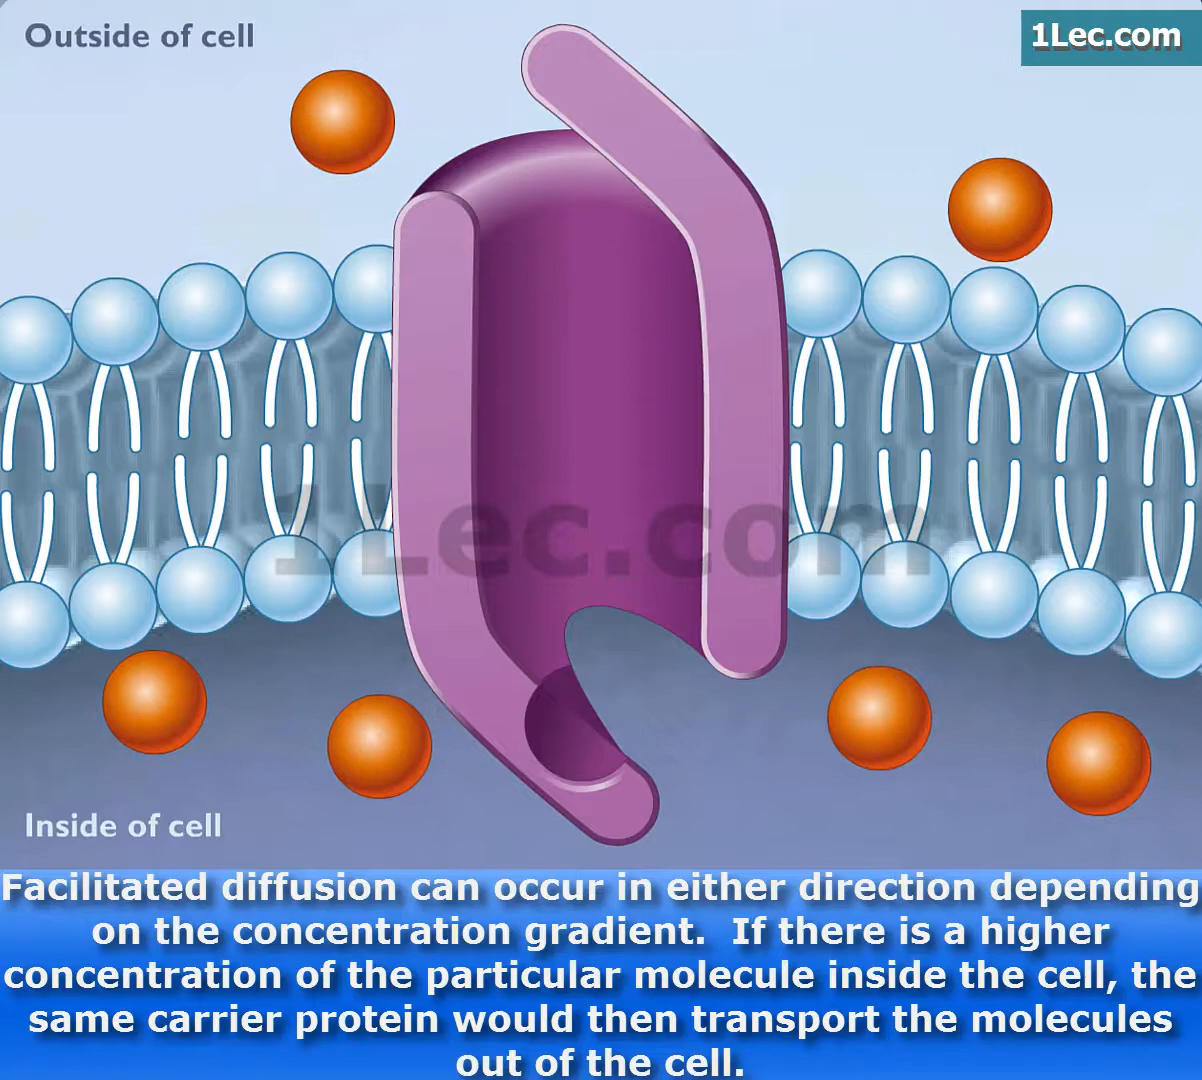 Outside of cell
1Lec.com
1Lec.com
Inside of cell
Facilitated diffusion can occur in either direction depending
on the concentration gradient.  If there is a higher
concentration of the particular molecule inside the cell, the
same carrier protein would then transport the molecules
out of the cell.